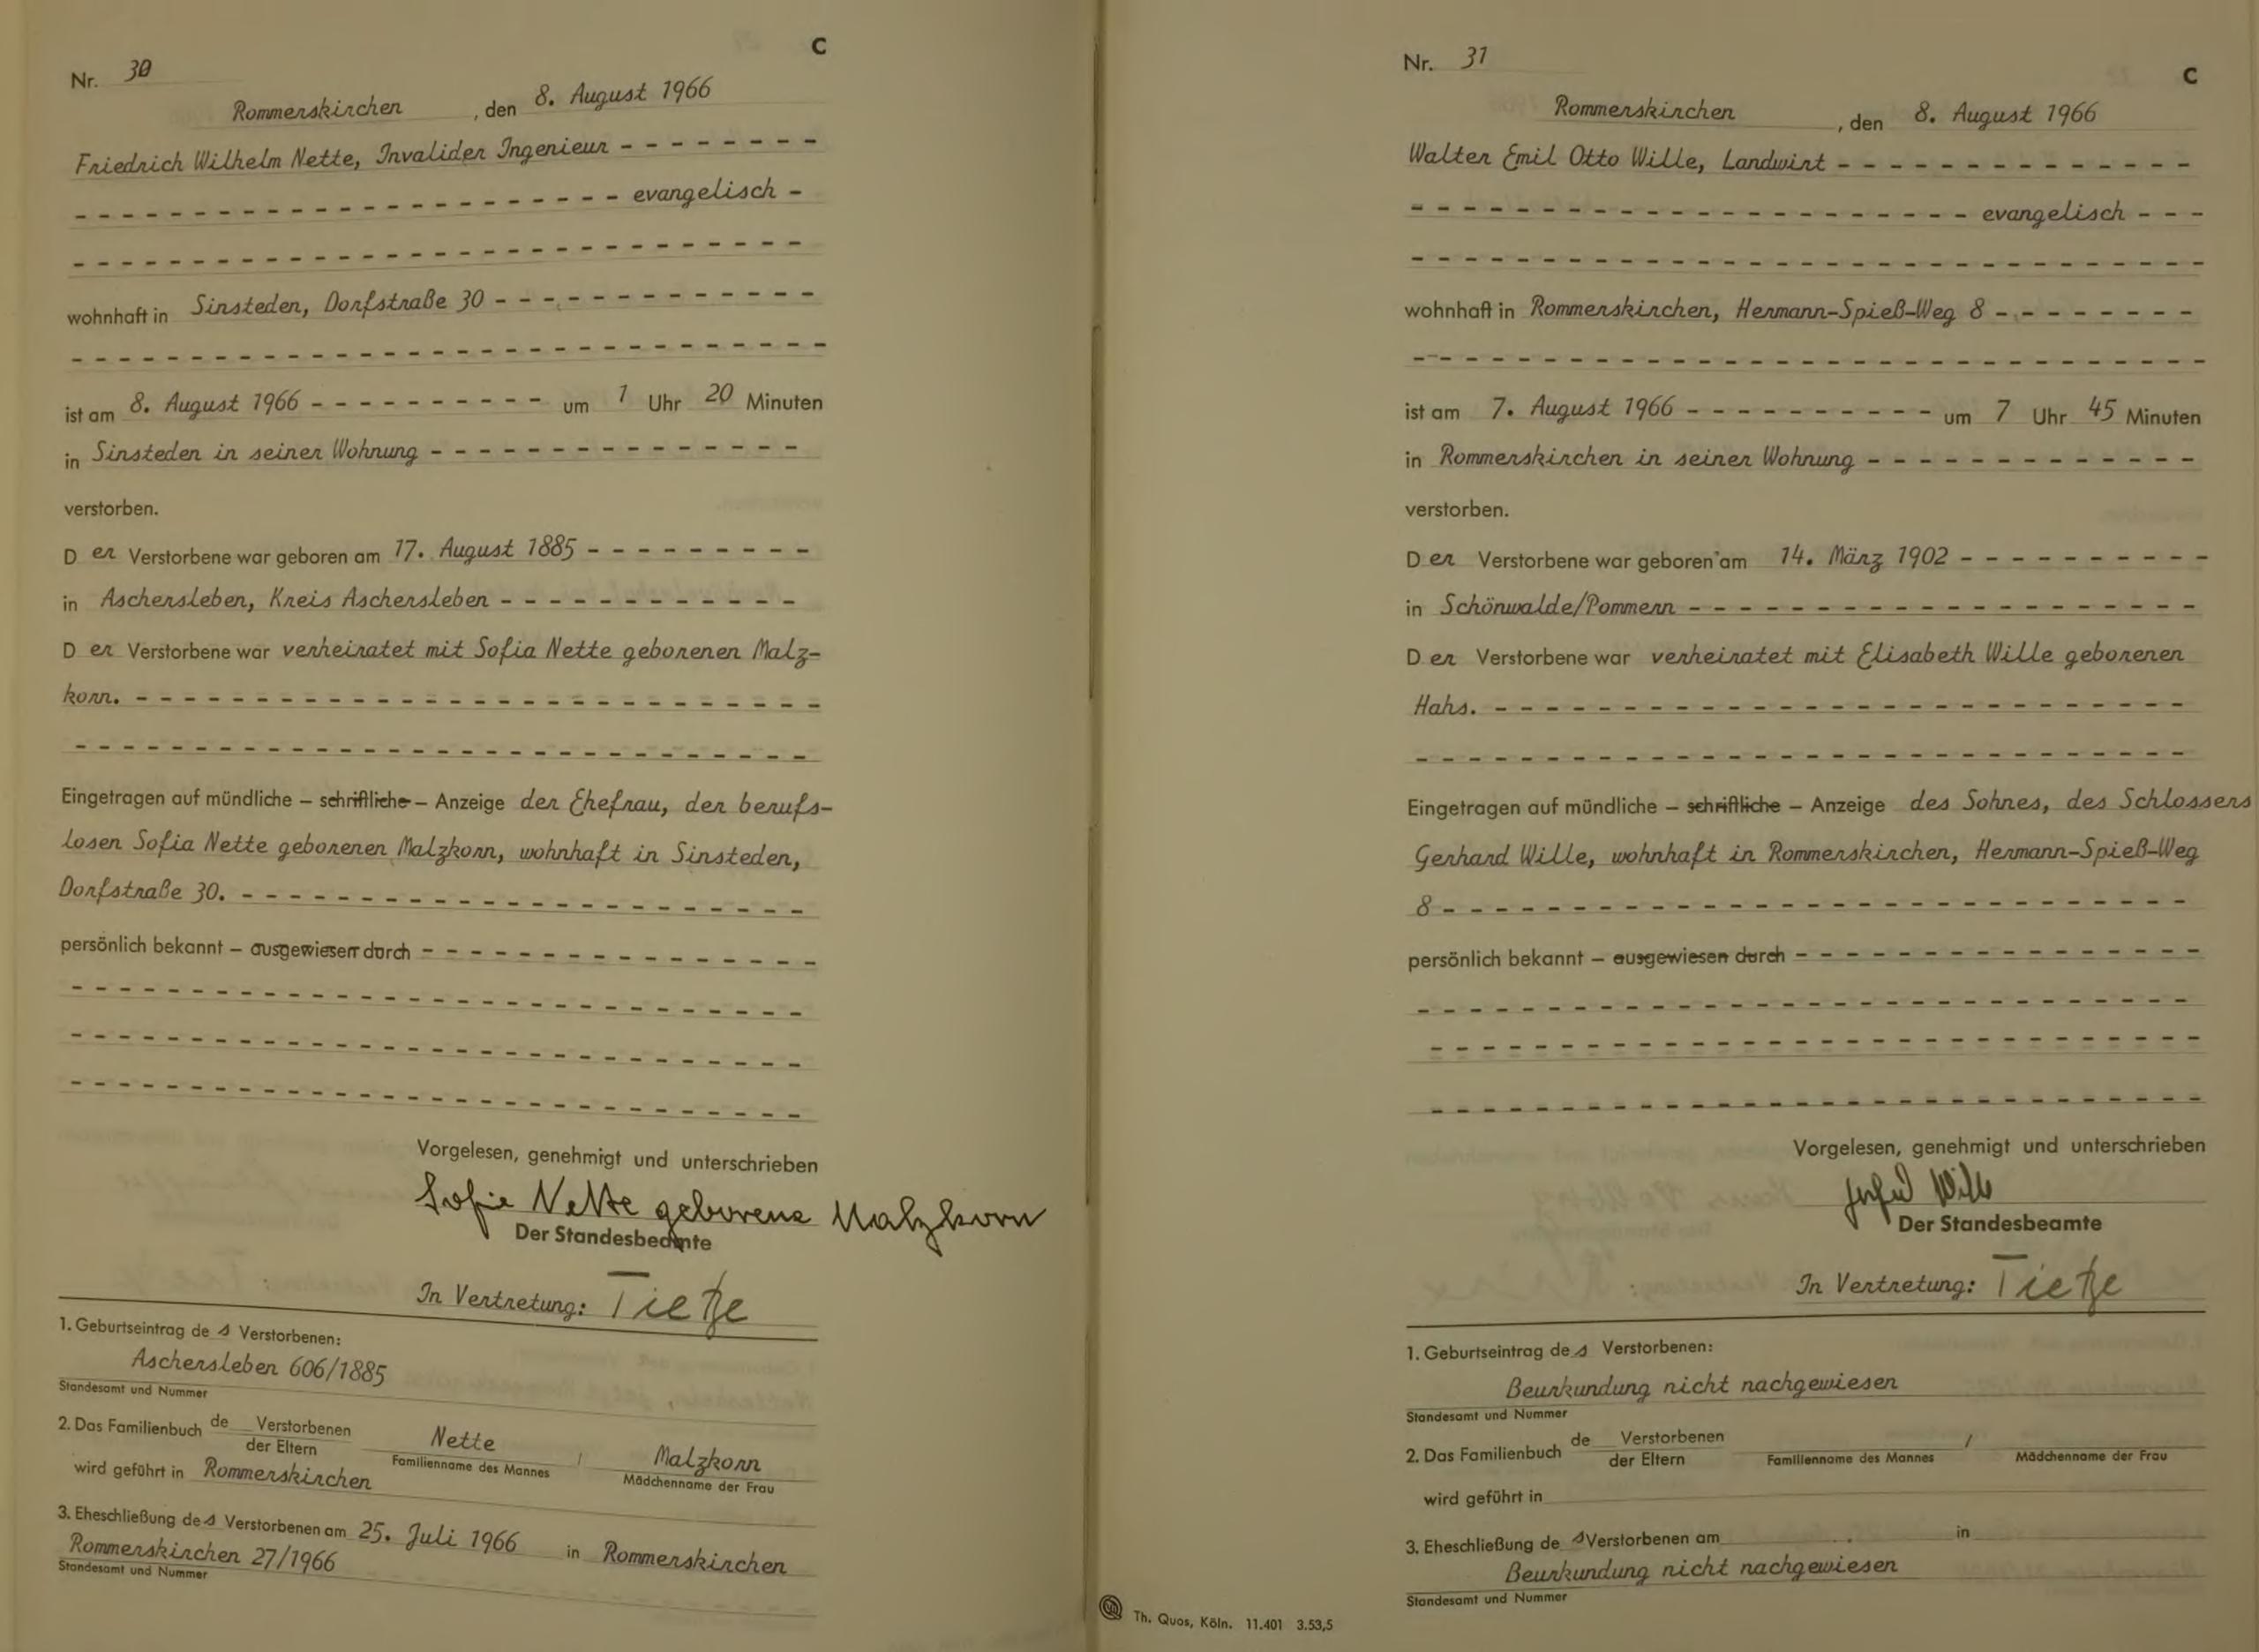 C
Nr. 30
Rommerskirchen , den 8. August 1966
Friedrich Wilhelm Nette, Invalider Ingenieur - - - - - - - -
- - - - - - - - - - - - - - - - - - - - - - - evangelisch -
- - - - - - - - - - - - - - - - - - - - - - - - - - - - - -
wohnhaft in Sinsteden, Dorfstraße 30 - - - - - - - - - - - - - -
- - - - - - - - - - - - - - - - - - - - - - - - - - - - - - -
ist am 8. August 1966 - - - - - - - - - - um 1 Uhr 20 Minuten
in Sinsteden in seiner Wohnung - - - - - - - - - - - - - - -
verstorben.
D er Verstorbene war geboren am 17. August 1885 - - - - - - - - -
in Aschersleben, Kreis Aschersleben - - - - - - - - - - - -
D er Verstorbene war verheiratet mit Sofia Nette geborenen Malz-
korn. - - - - - - - - - - - - - - - - - - - - - - - - - - - -
- - - - - - - - - - - - - - - - - - - - - - - - - - - - - -
Eingetragen auf mündliche – schriftliche – Anzeige der Ehefrau, der berufs-
losen Sofia Nette geborenen Malzkorn, wohnhaft in Sinsteden,
Dorfstraße 30. - - - - - - - - - - - - - - - - - - - - - - -
persönlich bekannt – ausgewiesen durch - - - - - - - - - - - - - - - -
- - - - - - - - - - - - - - - - - - - - - - - - - - - - - -
- - - - - - - - - - - - - - - - - - - - - - - - - - - - - -
- - - - - - - - - - - - - - - - - - - - - - - - - - - - - -
Vorgelesen, genehmigt und unterschrieben
Sofie Nette geborene Malzkorn
Der Standesbeamte
In Vertretung: Tietze
1. Geburtseintrag de s Verstorbenen:
Aschersleben 606/1885
Standesamt und Nummer
2. Das Familienbuch de Verstorbenen
der Eltern
Nette / Malzkorn
Familienname des Mannes Mädchenname der Frau
wird geführt in Rommerskirchen
3. Eheschließung de s Verstorbenen am 25. Juli 1966 in Rommerskirchen
Rommerskirchen 27/1966
Standesamt und Nummer
Nr. 31
C
Rommerskirchen , den 8. August 1966
Walter Emil Otto Wille, Landwirt - - - - - - - - - - - - - -
- - - - - - - - - - - - - - - - - - - - - - evangelisch - - -
- - - - - - - - - - - - - - - - - - - - - - - - - - - - - - -
wohnhaft in Rommerskirchen, Hermann-Spieß-Weg 8 - - - - - - - - -
- - - - - - - - - - - - - - - - - - - - - - - - - - - - - - -
ist am 7. August 1966 - - - - - - - - - - um 7 Uhr 45 Minuten
in Rommerskirchen in seiner Wohnung - - - - - - - - - - - - -
verstorben.
D er Verstorbene war geboren am 14. März 1902 - - - - - - - - - -
in Schönwalde/Pommern - - - - - - - - - - - - - - - - - - - -
D er Verstorbene war verheiratet mit Elisabeth Wille geborenen
Hahs. - - - - - - - - - - - - - - - - - - - - - - - - - - -
- - - - - - - - - - - - - - - - - - - - - - - - - - - - - -
Eingetragen auf mündliche – schriftliche – Anzeige des Sohnes, des Schlossers
Gerhard Wille, wohnhaft in Rommerskirchen, Hermann-Spieß-Weg
8 - - - - - - - - - - - - - - - - - - - - - - - - - - - - -
persönlich bekannt – ausgewiesen durch - - - - - - - - - - - - - - - -
- - - - - - - - - - - - - - - - - - - - - - - - - - - - - -
- - - - - - - - - - - - - - - - - - - - - - - - - - - - - -
- - - - - - - - - - - - - - - - - - - - - - - - - - - - - -
Vorgelesen, genehmigt und unterschrieben
Wille
Der Standesbeamte
In Vertretung: Tietze
1. Geburtseintrag de s Verstorbenen:
Beurkundung nicht nachgewiesen
Standesamt und Nummer
2. Das Familienbuch de Verstorbenen
der Eltern
/
Familienname des Mannes Mädchenname der Frau
wird geführt in
3. Eheschließung de s Verstorbenen am in
Beurkundung nicht nachgewiesen
Standesamt und Nummer
Th. Quos, Köln. 11.401 3.53,5